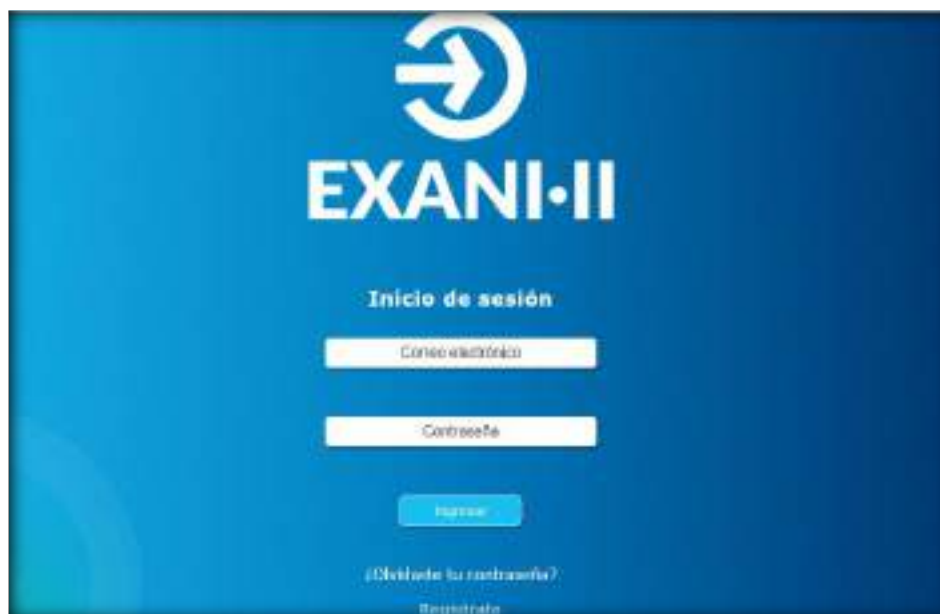 EXANI•II
Inicio de sesión
Correo electrónico
Contraseña
Ingresar
¿Olvidaste tu contraseña?
Regístrate